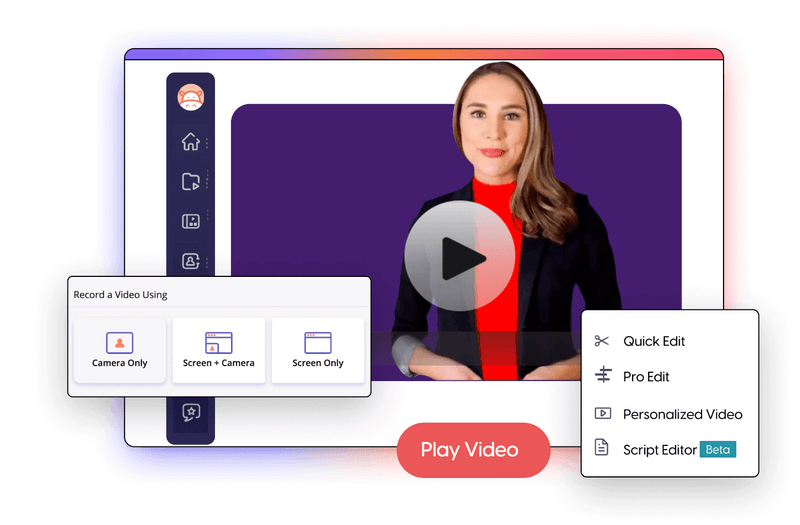 Record a Video Using
Camera Only
Screen + Camera
Screen Only
Quick Edit
Pro Edit
Personalized Video
Script Editor Beta
Play Video